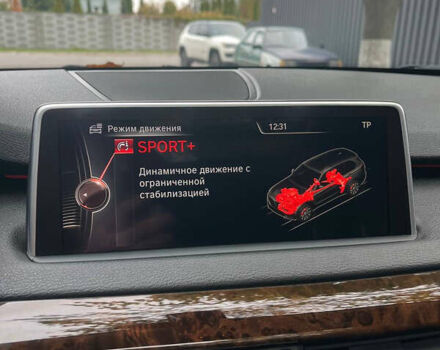 Режим движения
12:31
TP
SPORT+
Динамичное движение с
ограниченной
стабилизацией